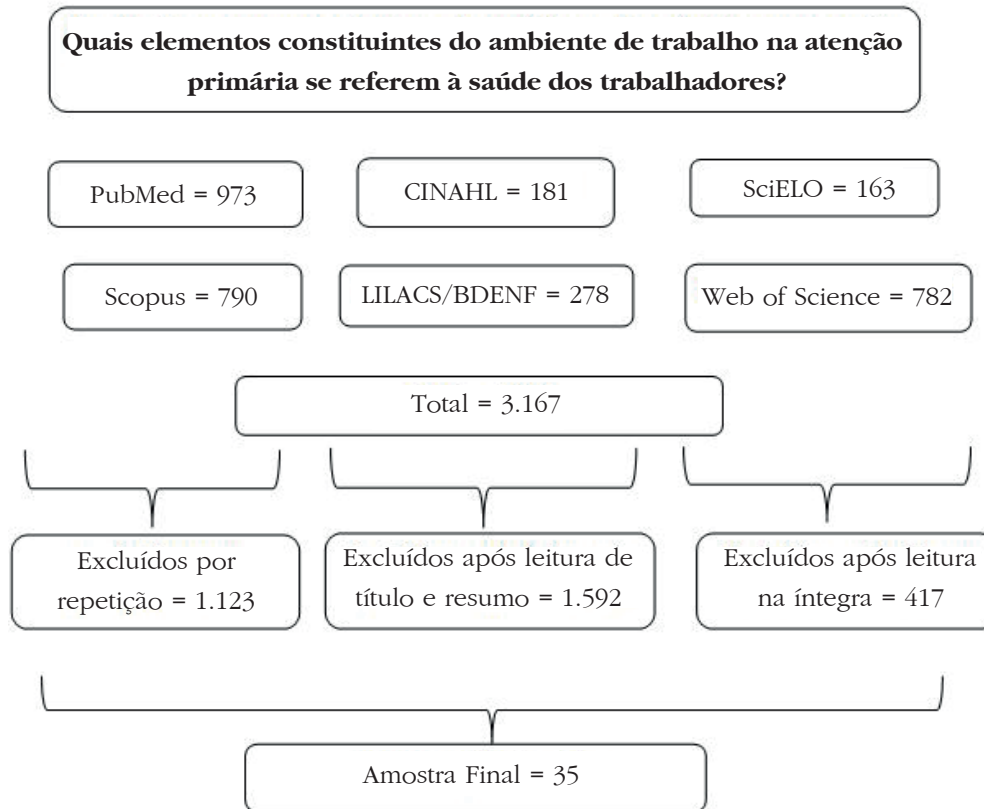 Quais elementos constituintes do ambiente de trabalho na atenção
primária se referem à saúde dos trabalhadores?
PubMed = 973
CINAHL = 181
SciELO = 163
Scopus = 790
LILACS/BDENF = 278
Web of Science = 782
Total = 3.167
Excluídos por
repetição = 1.123
Excluídos após leitura de
título e resumo = 1.592
Excluídos após leitura
na íntegra = 417
Amostra Final = 35